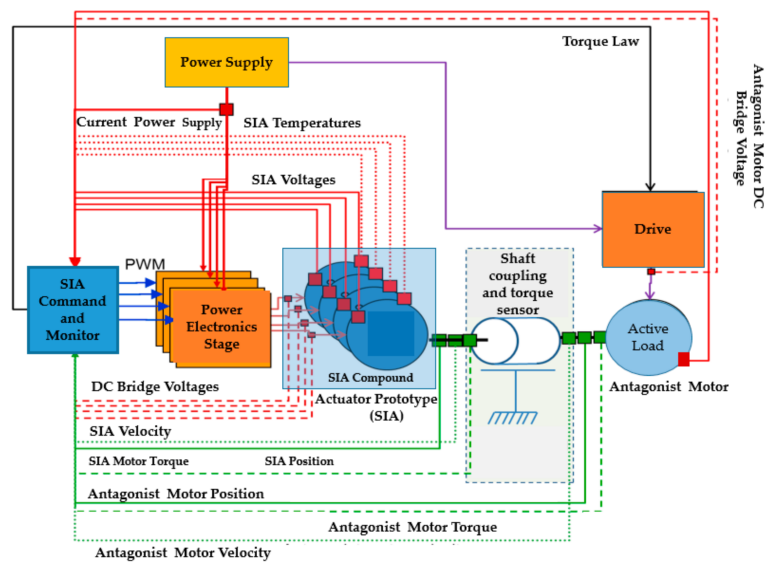 Torque Law
Power Supply
Antagonist Motor DC
Bridge Voltage
Current Power Supply
SIA Temperatures
SIA Voltages
Drive
PWM
Shaft
coupling
and torque
sensor
SIA
Command
and
Monitor
Power
Electronics
Stage
Active
Load
SIA Compound
DC Bridge Voltages
Actuator Prototype
(SIA)
Antagonist Motor
SIA Velocity
SIA Motor Torque
SIA Position
Antagonist Motor Position
Antagonist Motor Torque
Antagonist Motor Velocity